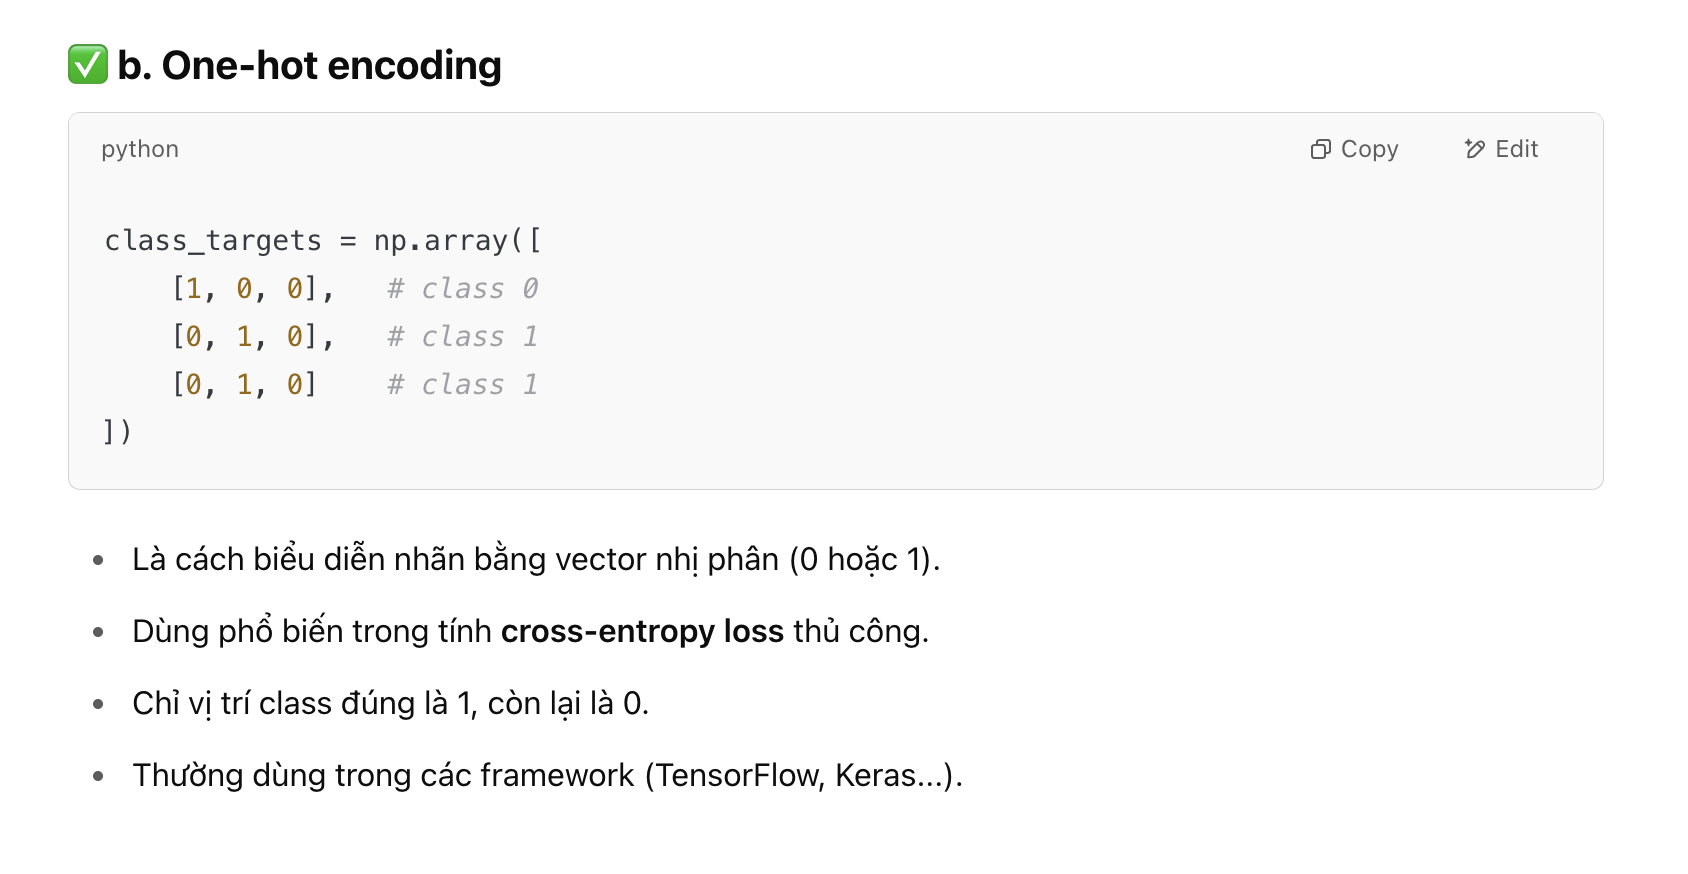 ✅ b. One-hot encoding
python Copy Edit
class_targets = np.array([
    [1, 0, 0],   # class 0
    [0, 1, 0],   # class 1
    [0, 1, 0]    # class 1
])
• Là cách biểu diễn nhãn bằng vector nhị phân (0 hoặc 1).
• Dùng phổ biến trong tính cross-entropy loss thủ công.
• Chỉ vị trí class đúng là 1, còn lại là 0.
• Thường dùng trong các framework (TensorFlow, Keras...).